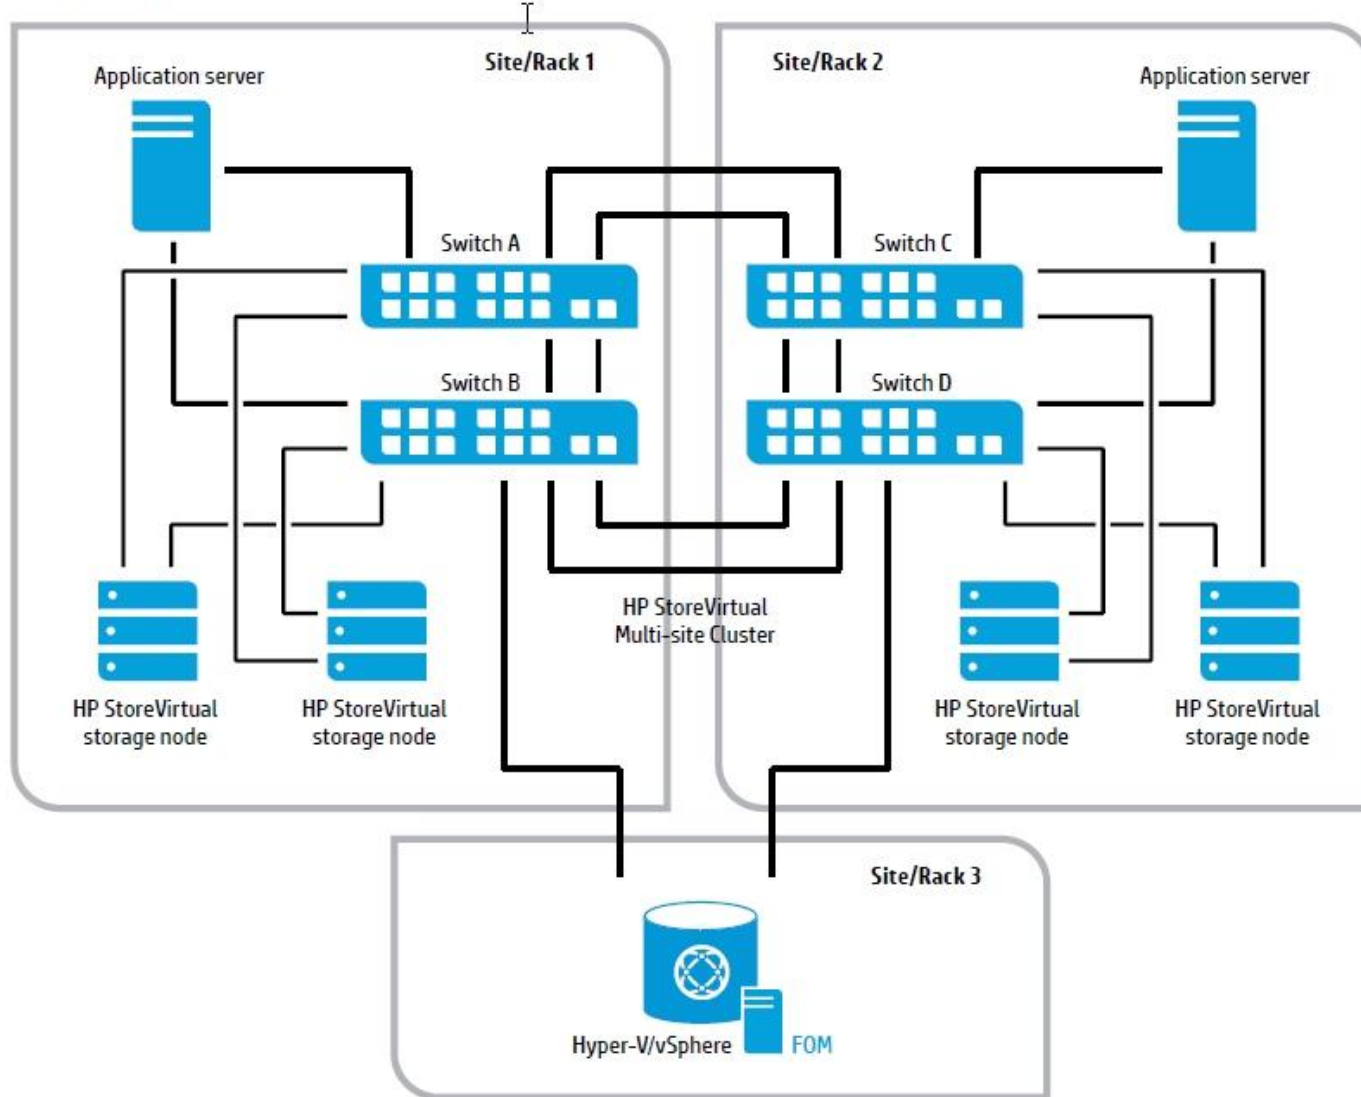 Site/Rack 1
Site/Rack 2
Application server
Application server
Switch A
Switch C
Switch B
Switch D
HP StoreVirtual
Multi-site Cluster
HP StoreVirtual
storage node
HP StoreVirtual
storage node
HP StoreVirtual
storage node
HP StoreVirtual
storage node
Site/Rack 3
Hyper-V/vSphere
FOM